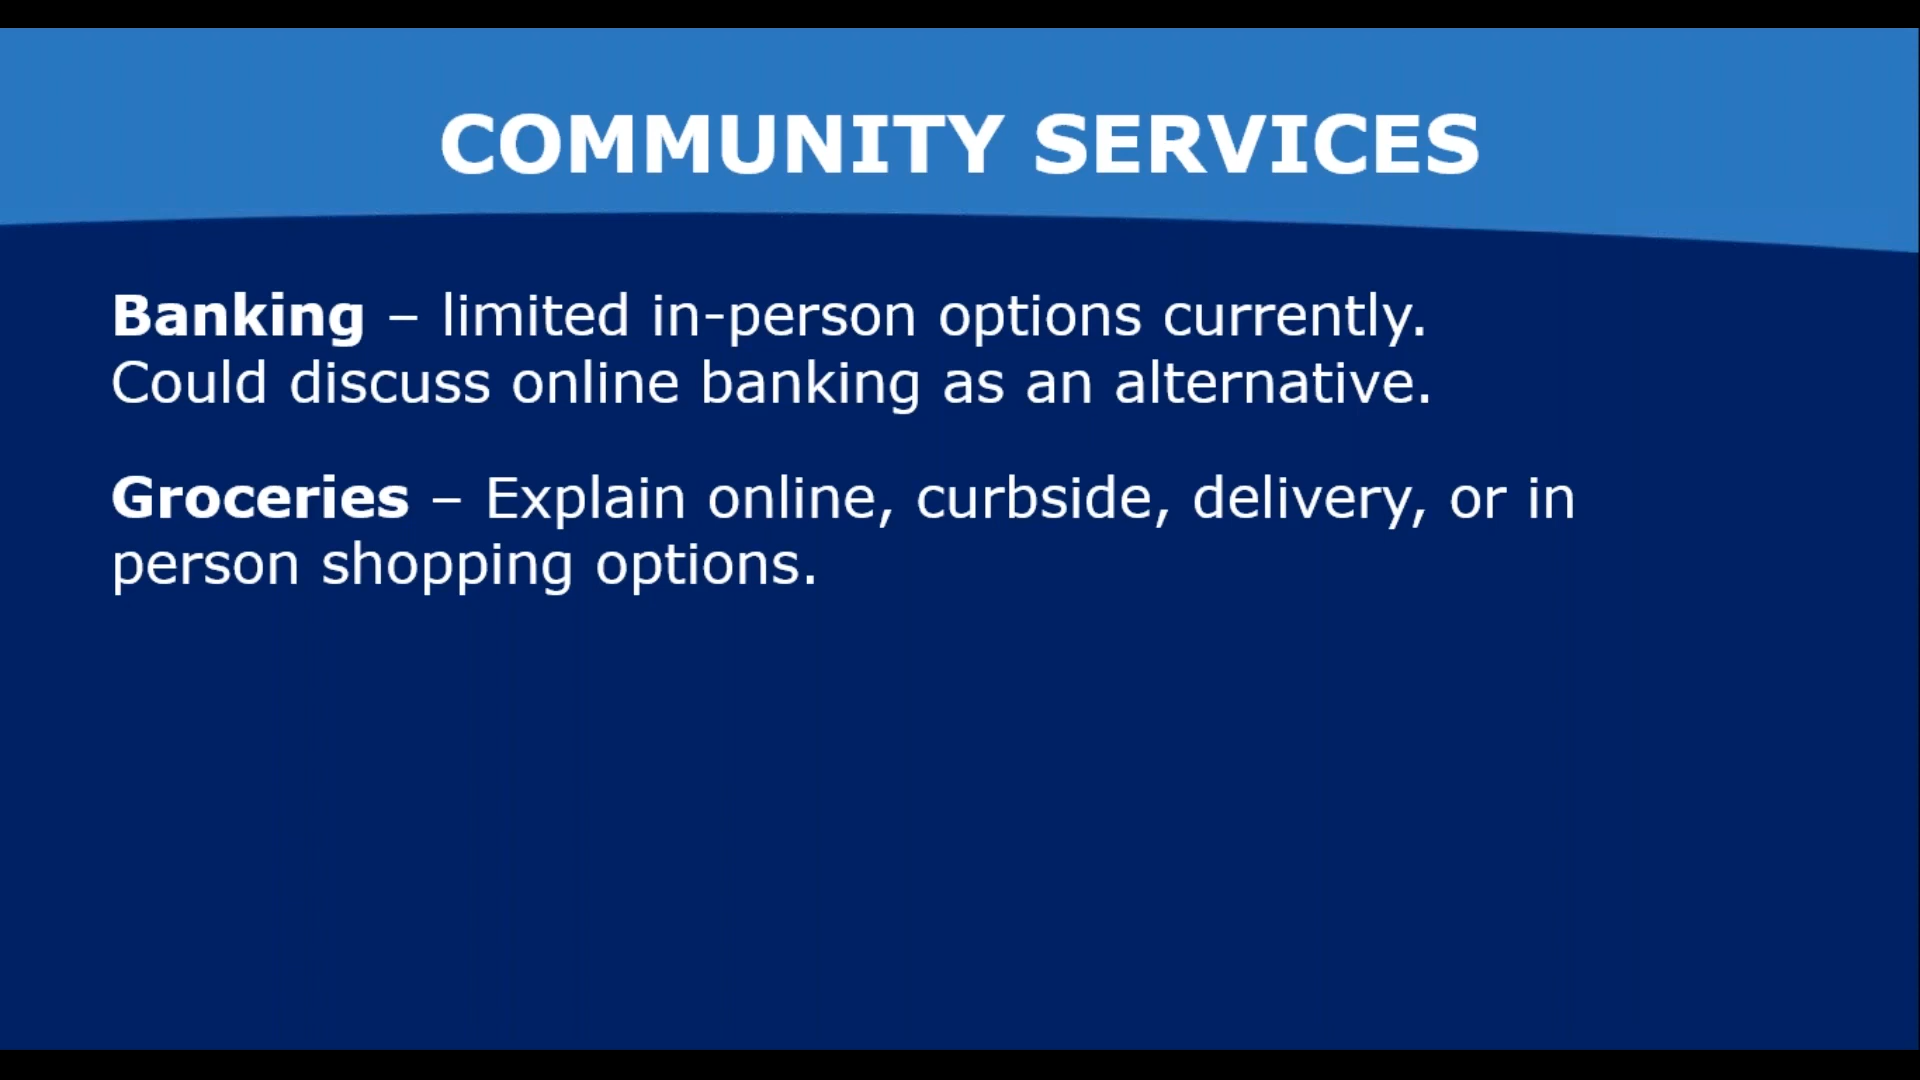 COMMUNITY SERVICES
Banking – limited in-person options currently.
Could discuss online banking as an alternative.
Groceries – Explain online, curbside, delivery, or in
person shopping options.